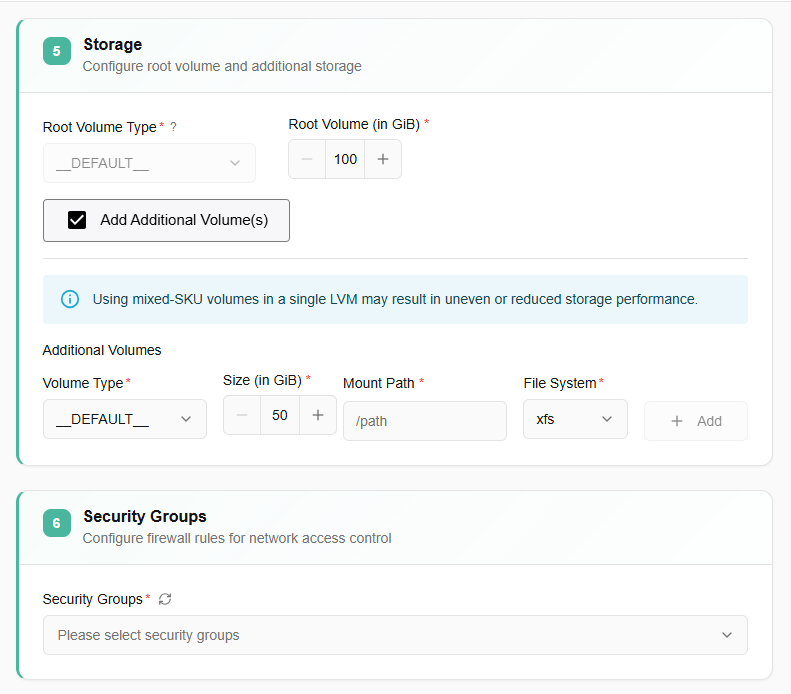 5
Storage
Configure root volume and additional storage
Root Volume Type * ?
Root Volume (in GiB) *
__DEFAULT__
100
Add Additional Volume(s)
Using mixed-SKU volumes in a single LVM may result in uneven or reduced storage performance.
Additional Volumes
Volume Type *
Size (in GiB) *
Mount Path *
File System *
__DEFAULT__
50
/path
xfs
Add
6
Security Groups
Configure firewall rules for network access control
Security Groups *
Please select security groups